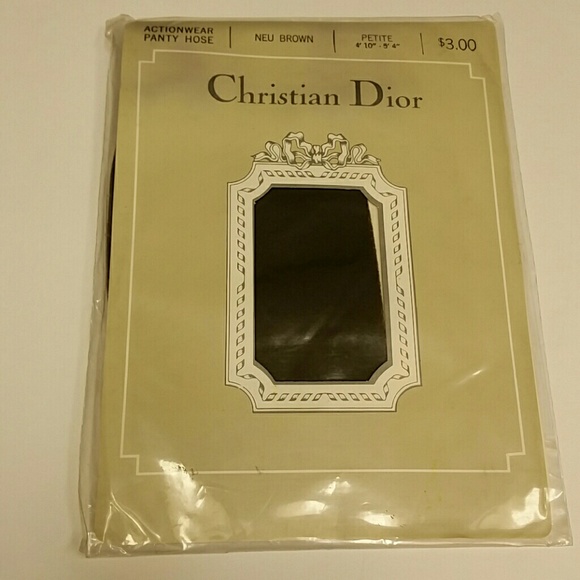 ACTIONWEAR
PANTY HOSE
NEU BROWN
PETITE
4' 10" - 5' 4"
$3.00
Christian Dior